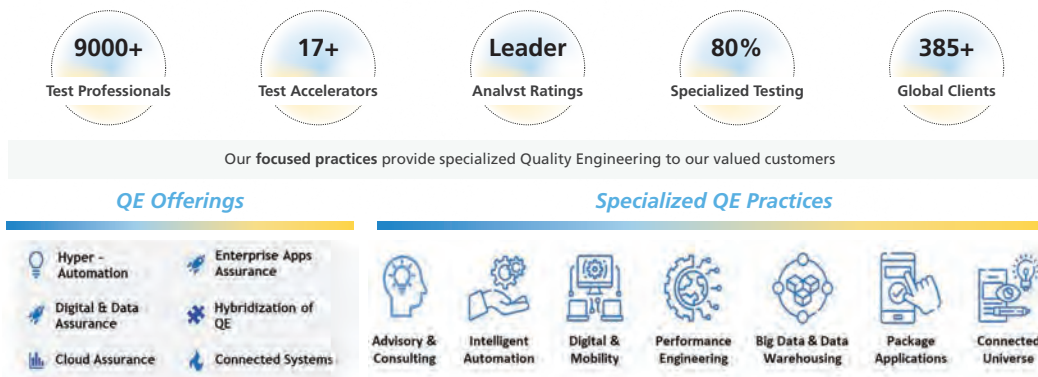 9000+
Test Professionals
17+
Test Accelerators
Leader
Analvst Ratings
80%
Specialized Testing
385+
Global Clients
Our focused practices provide specialized Quality Engineering to our valued customers
QE Offerings
Hyper -
Automation
Enterprise Apps
Assurance
Digital & Data
Assurance
Hybridization of
QE
Cloud Assurance
Connected Systems
Specialized QE Practices
Advisory &
Consulting
Intelligent
Automation
Digital &
Mobility
Performance
Engineering
Big Data & Data
Warehousing
Package
Applications
Connected
Universe